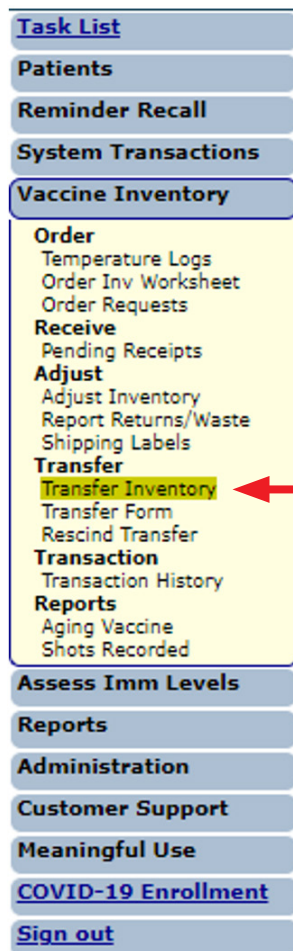 Task List
Patients
Reminder Recall
System Transactions
Vaccine Inventory
Order
Temperature Logs
Order Inv Worksheet
Order Requests
Receive
Pending Receipts
Adjust
Adjust Inventory
Report Returns/Waste
Shipping Labels
Transfer
Transfer Inventory
Transfer Form
Rescind Transfer
Transaction
Transaction History
Reports
Aging Vaccine
Shots Recorded
Assess Imm Levels
Reports
Administration
Customer Support
Meaningful Use
COVID-19 Enrollment
Sign out